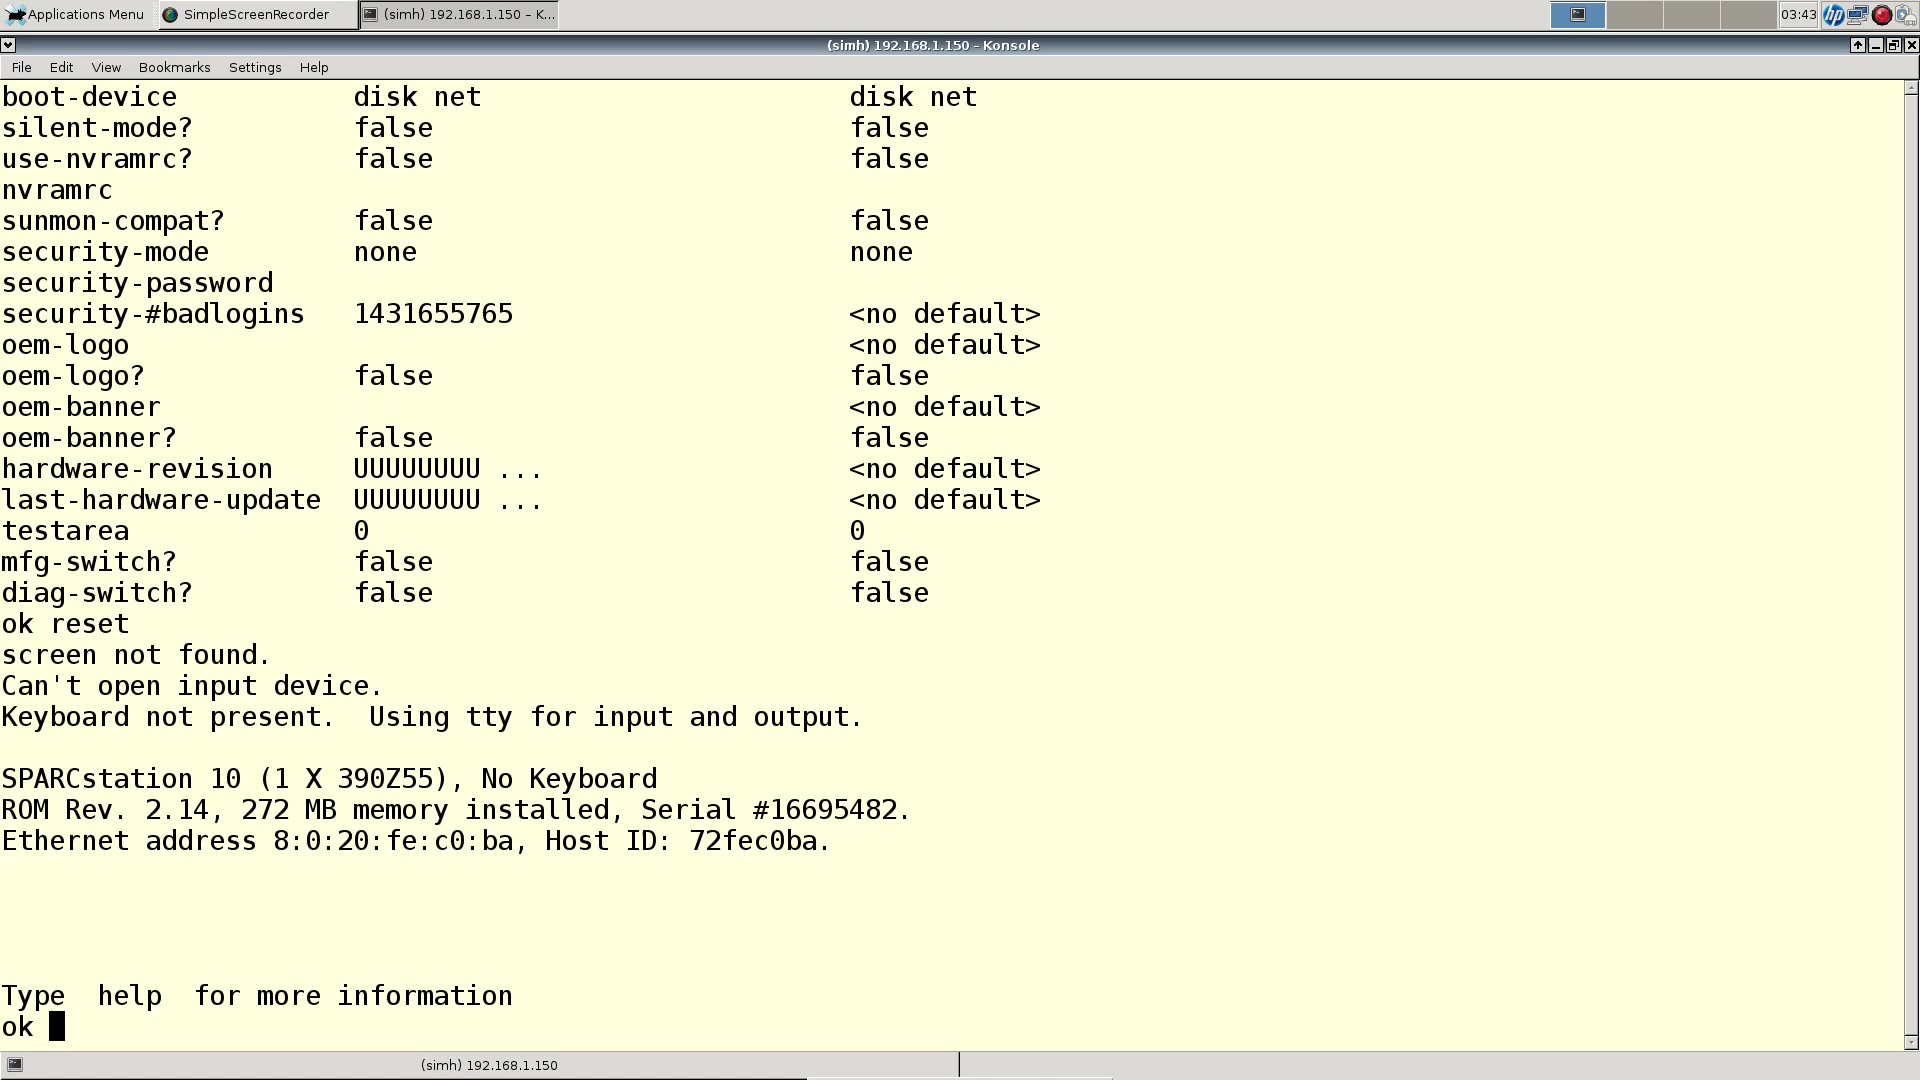 Applications Menu SimpleScreenRecorder (simh) 192.168.1.150 – K... 03:43
(simh) 192.168.1.150 – Konsole
File Edit View Bookmarks Settings Help
boot-device disk net disk net
silent-mode? false false
use-nvramrc? false false
nvramrc
sunmon-compat? false false
security-mode none none
security-password
security-#badlogins 1431655765 <no default>
oem-logo <no default>
oem-logo? false false
oem-banner <no default>
oem-banner? false false
hardware-revision UUUUUUUU ... <no default>
last-hardware-update UUUUUUUU ... <no default>
testarea 0 0
mfg-switch? false false
diag-switch? false false
ok reset
screen not found.
Can't open input device.
Keyboard not present.  Using tty for input and output.
SPARCstation 10 (1 X 390Z55), No Keyboard
ROM Rev. 2.14, 272 MB memory installed, Serial #16695482.
Ethernet address 8:0:20:fe:c0:ba, Host ID: 72fec0ba.
Type  help  for more information
ok
(simh) 192.168.1.150